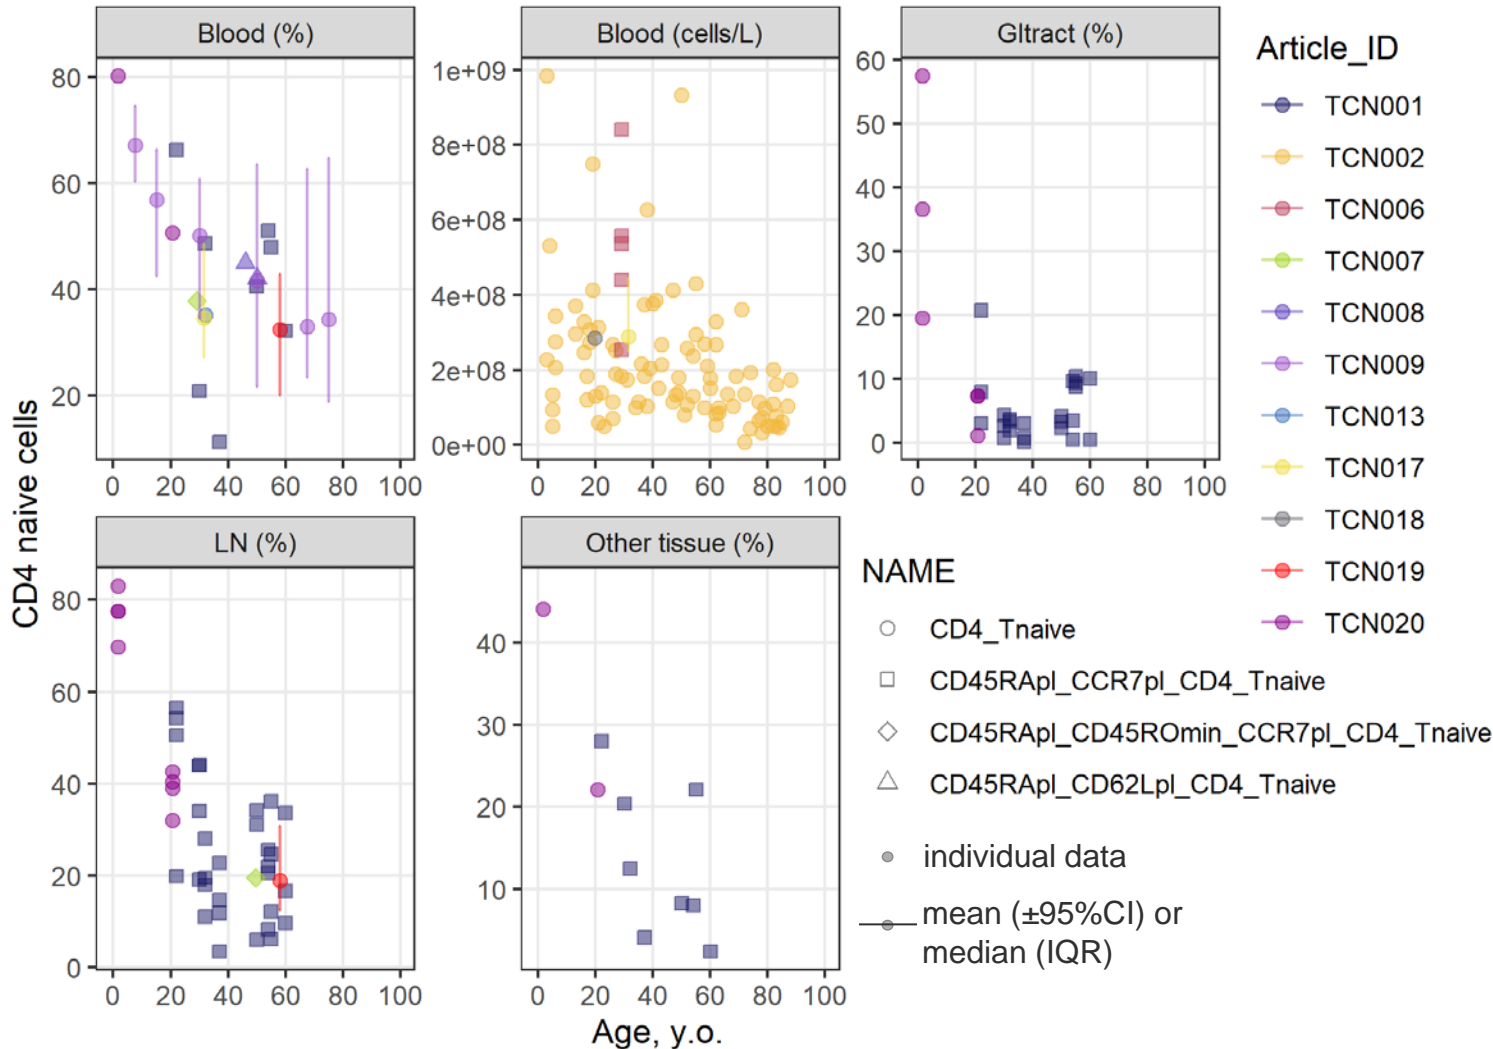 Blood (%)
Blood (cells/L)
GItract (%)
80
60
40
20
0 20 40 60 80 100
1e+09
8e+08
6e+08
4e+08
2e+08
0e+00
0 20 40 60 80 100
60
50
40
30
20
10
0
0 20 40 60 80 100
CD4 naive cells
LN (%)
Other tissue (%)
80
60
40
20
0
0 20 40 60 80 100
40
30
20
10
0 20 40 60 80 100
Age, y.o.
Article_ID
TCN001
TCN002
TCN006
TCN007
TCN008
TCN009
TCN013
TCN017
TCN018
TCN019
TCN020
NAME
CD4_Tnaive
CD45RApl_CCR7pl_CD4_Tnaive
CD45RApl_CD45ROmin_CCR7pl_CD4_Tnaive
CD45RApl_CD62Lpl_CD4_Tnaive
individual data
mean (±95%CI) or
median (IQR)